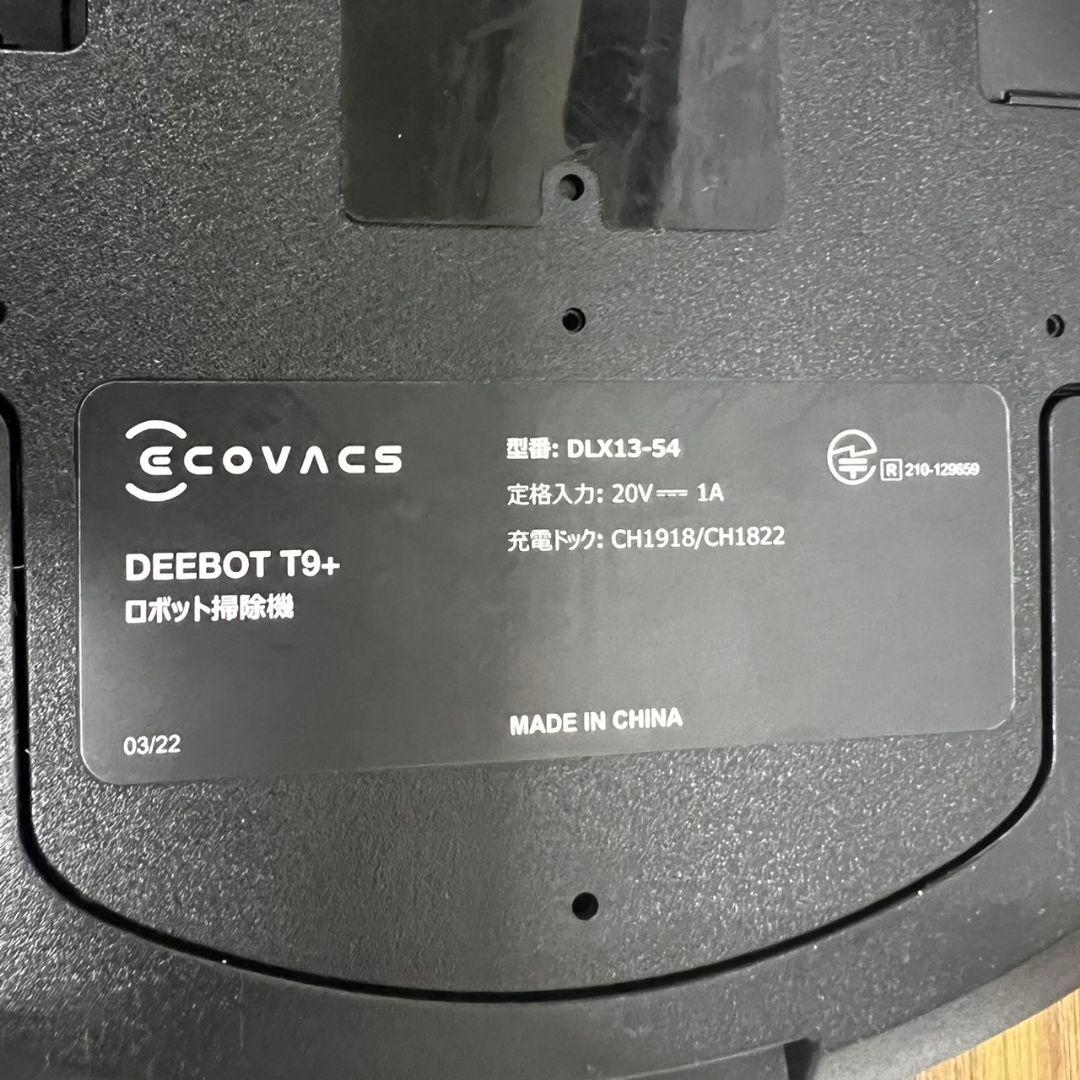 ECOVACS
DEEBOT T9+
ロボット掃除機
03/22
型番: DLX13-54
定格入力: 20V⎓ 1A
充電ドック: CH1918/CH1822
MADE IN CHINA
R 210-129659